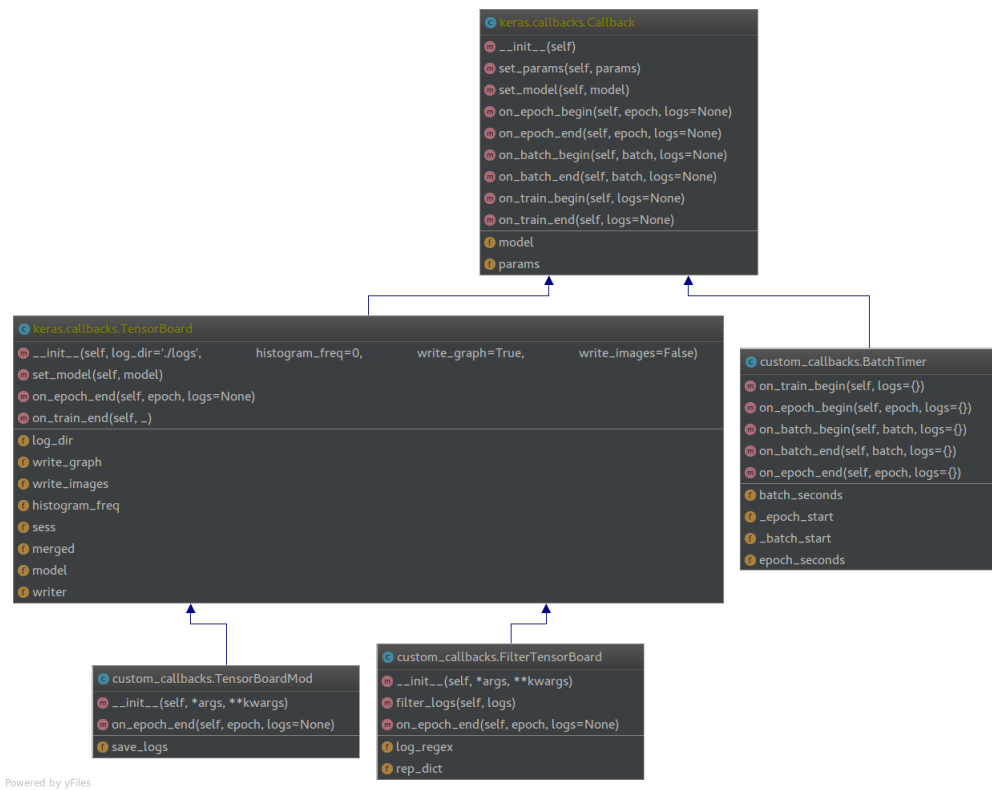 keras.callbacks.Callback
__init__(self)
set_params(self, params)
set_model(self, model)
on_epoch_begin(self, epoch, logs=None)
on_epoch_end(self, epoch, logs=None)
on_batch_begin(self, batch, logs=None)
on_batch_end(self, batch, logs=None)
on_train_begin(self, logs=None)
on_train_end(self, logs=None)
model
params
keras.callbacks.TensorBoard
__init__(self, log_dir='./logs', histogram_freq=0, write_graph=True, write_images=False)
set_model(self, model)
on_epoch_end(self, epoch, logs=None)
on_train_end(self, _)
log_dir
write_graph
write_images
histogram_freq
sess
merged
model
writer
custom_callbacks.BatchTimer
on_train_begin(self, logs={})
on_epoch_begin(self, epoch, logs={})
on_batch_begin(self, batch, logs={})
on_batch_end(self, batch, logs={})
on_epoch_end(self, epoch, logs={})
batch_seconds
_epoch_start
_batch_start
epoch_seconds
custom_callbacks.TensorBoardMod
__init__(self, *args, **kwargs)
on_epoch_end(self, epoch, logs=None)
save_logs
custom_callbacks.FilterTensorBoard
__init__(self, *args, **kwargs)
filter_logs(self, logs)
on_epoch_end(self, epoch, logs=None)
log_regex
rep_dict
Powered by yFiles